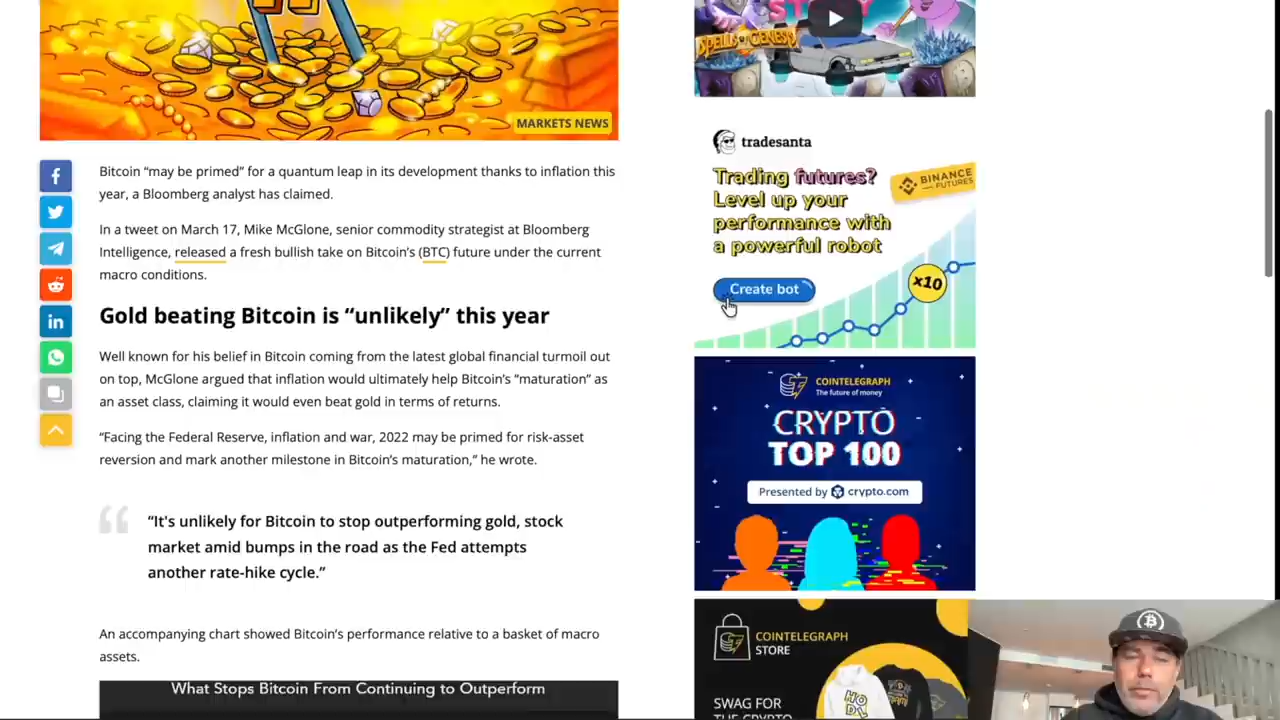 MARKETS NEWS
Bitcoin “may be primed” for a quantum leap in its development thanks to inflation this
year, a Bloomberg analyst has claimed.
In a tweet on March 17, Mike McGlone, senior commodity strategist at Bloomberg
Intelligence, released a fresh bullish take on Bitcoin’s (BTC) future under the current
macro conditions.
Gold beating Bitcoin is “unlikely” this year
Well known for his belief in Bitcoin coming from the latest global financial turmoil out
on top, McGlone argued that inflation would ultimately help Bitcoin’s “maturation” as
an asset class, claiming it would even beat gold in terms of returns.
“Facing the Federal Reserve, inflation and war, 2022 may be primed for risk-asset
reversion and mark another milestone in Bitcoin’s maturation,” he wrote.
“It's unlikely for Bitcoin to stop outperforming gold, stock
market amid bumps in the road as the Fed attempts
another rate-hike cycle.”
An accompanying chart showed Bitcoin’s performance relative to a basket of macro
assets.
What Stops Bitcoin From Continuing to Outperform
SPELLS OF GENESIS
tradesanta
Trading futures?
Level up your
performance with
a powerful robot
BINANCE
FUTURES
Create bot
x10
COINTELEGRAPH
The future of money
CRYPTO
TOP 100
Presented by crypto.com
COINTELEGRAPH
STORE
SWAG FOR
THE CRYPTO
HO
DL